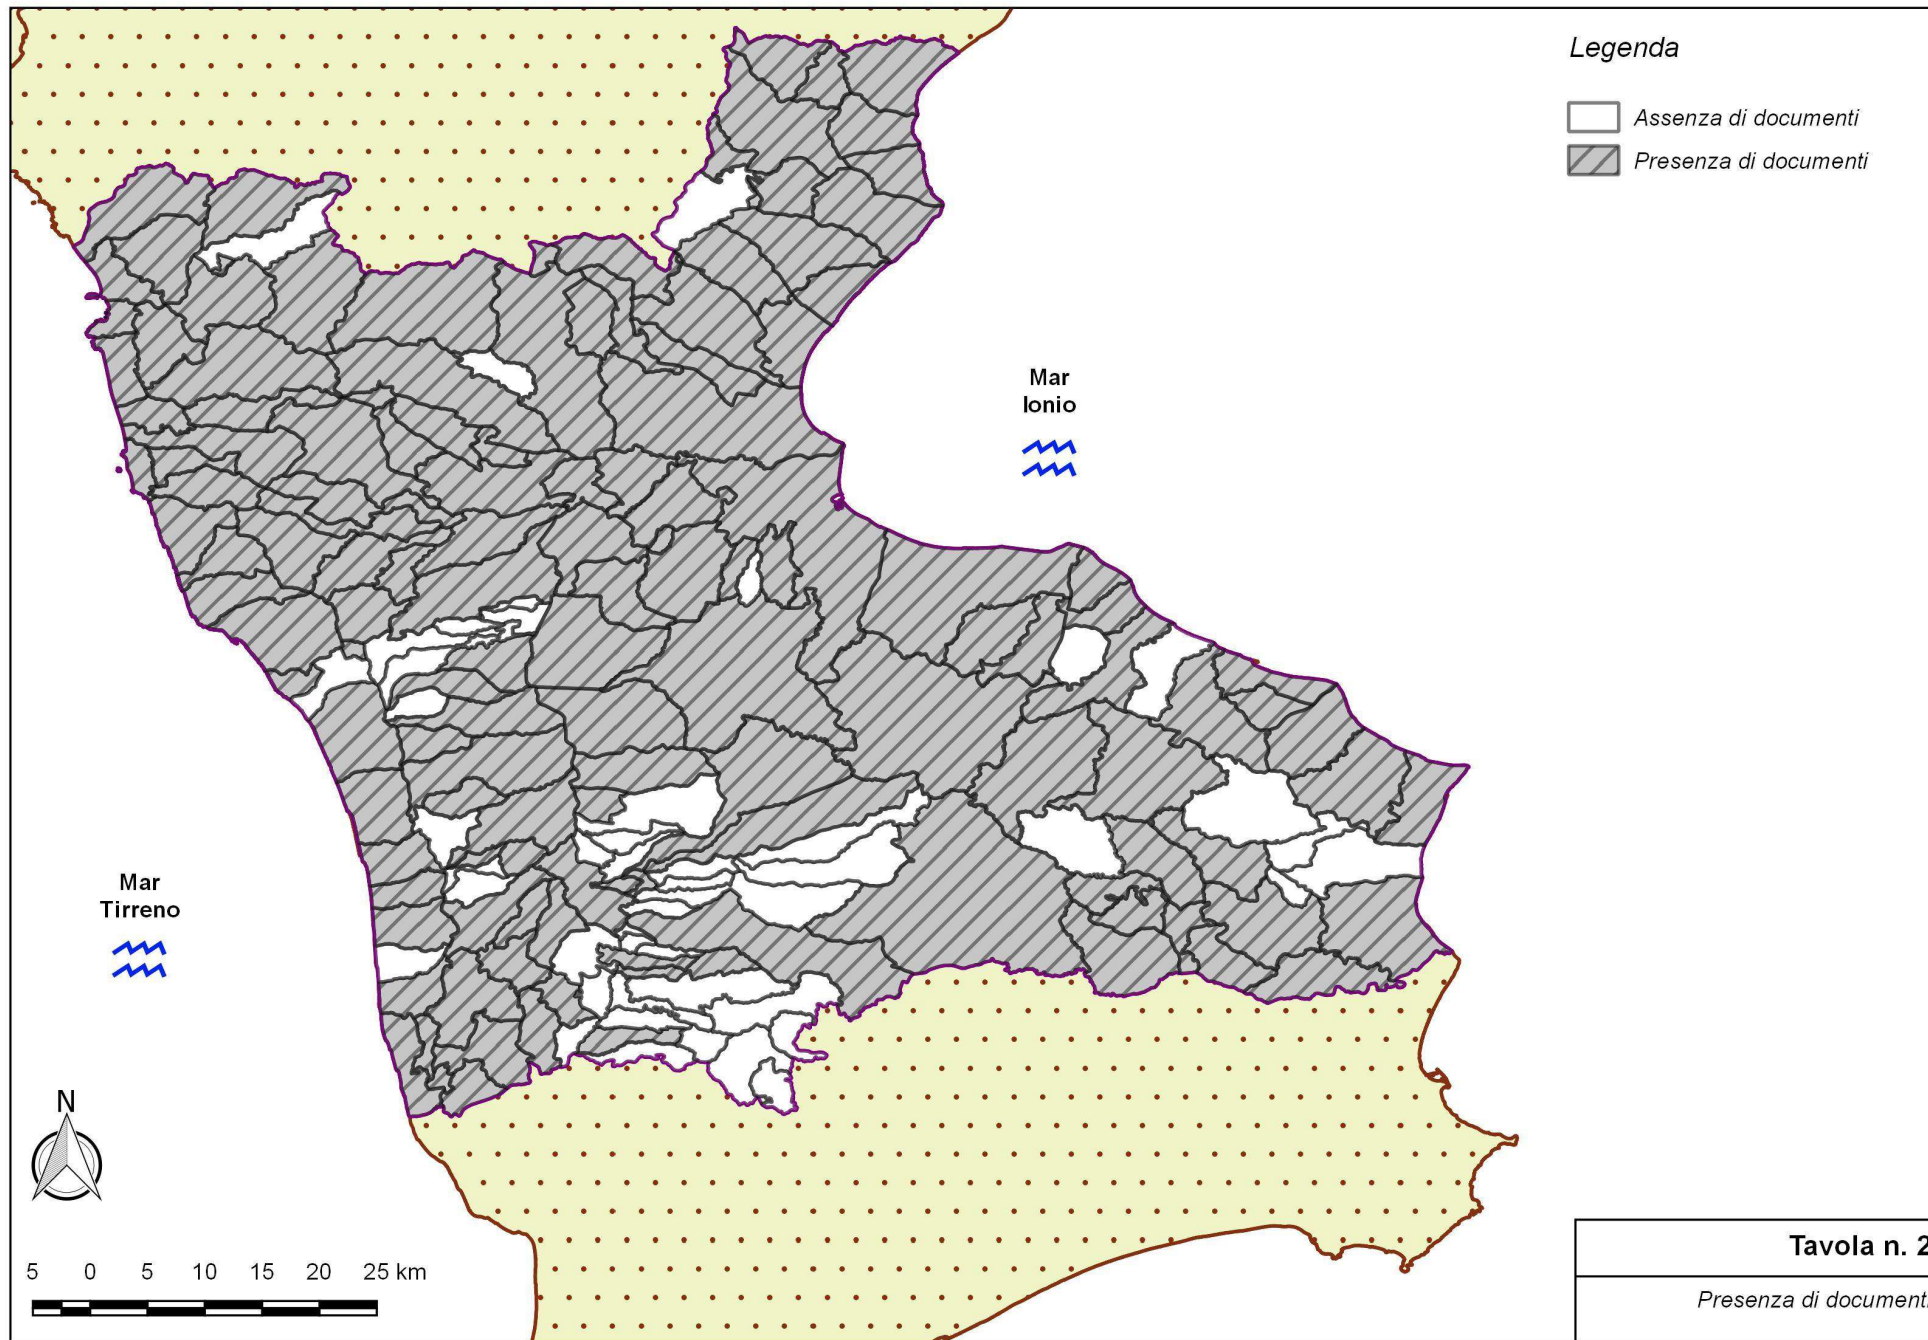 Legenda
Assenza di documenti
Presenza di documenti
Mar
Ionio
Mar
Tirreno
N
5 0 5 10 15 20 25 km
Tavola n. 2
Presenza di documenti